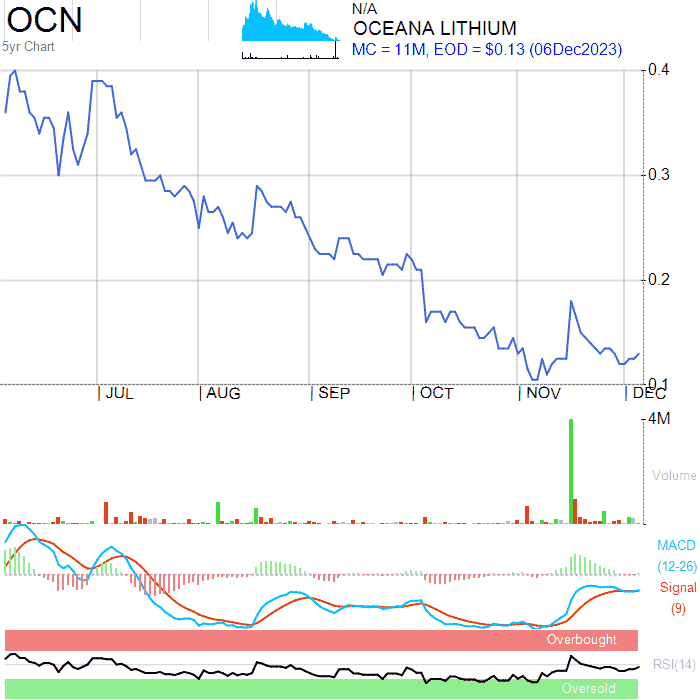 OCN
5yr Chart
N/A
OCEANA LITHIUM
MC = 11M, EOD = $0.13 (06Dec2023)
0.4
0.3
0.2
0.1
| JUL | AUG | SEP | OCT | NOV | DEC
4M
Volume
MACD
(12-26)
Signal
(9)
Overbought
RSI(14)
Oversold